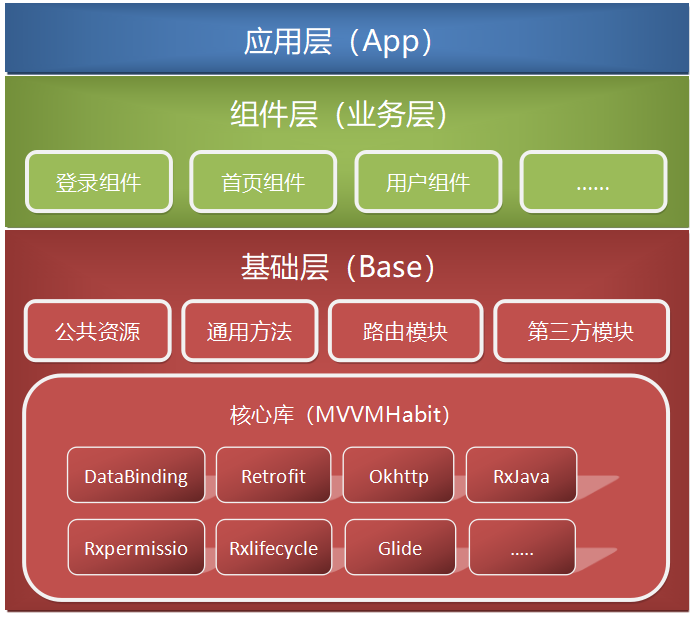 应用层（App）
组件层（业务层）
登录组件 首页组件 用户组件 ......
基础层（Base）
公共资源 通用方法 路由模块 第三方模块
核心库（MVVMHabit）
DataBinding Retrofit Okhttp RxJava
Rxpermissio Rxlifecycle Glide .....